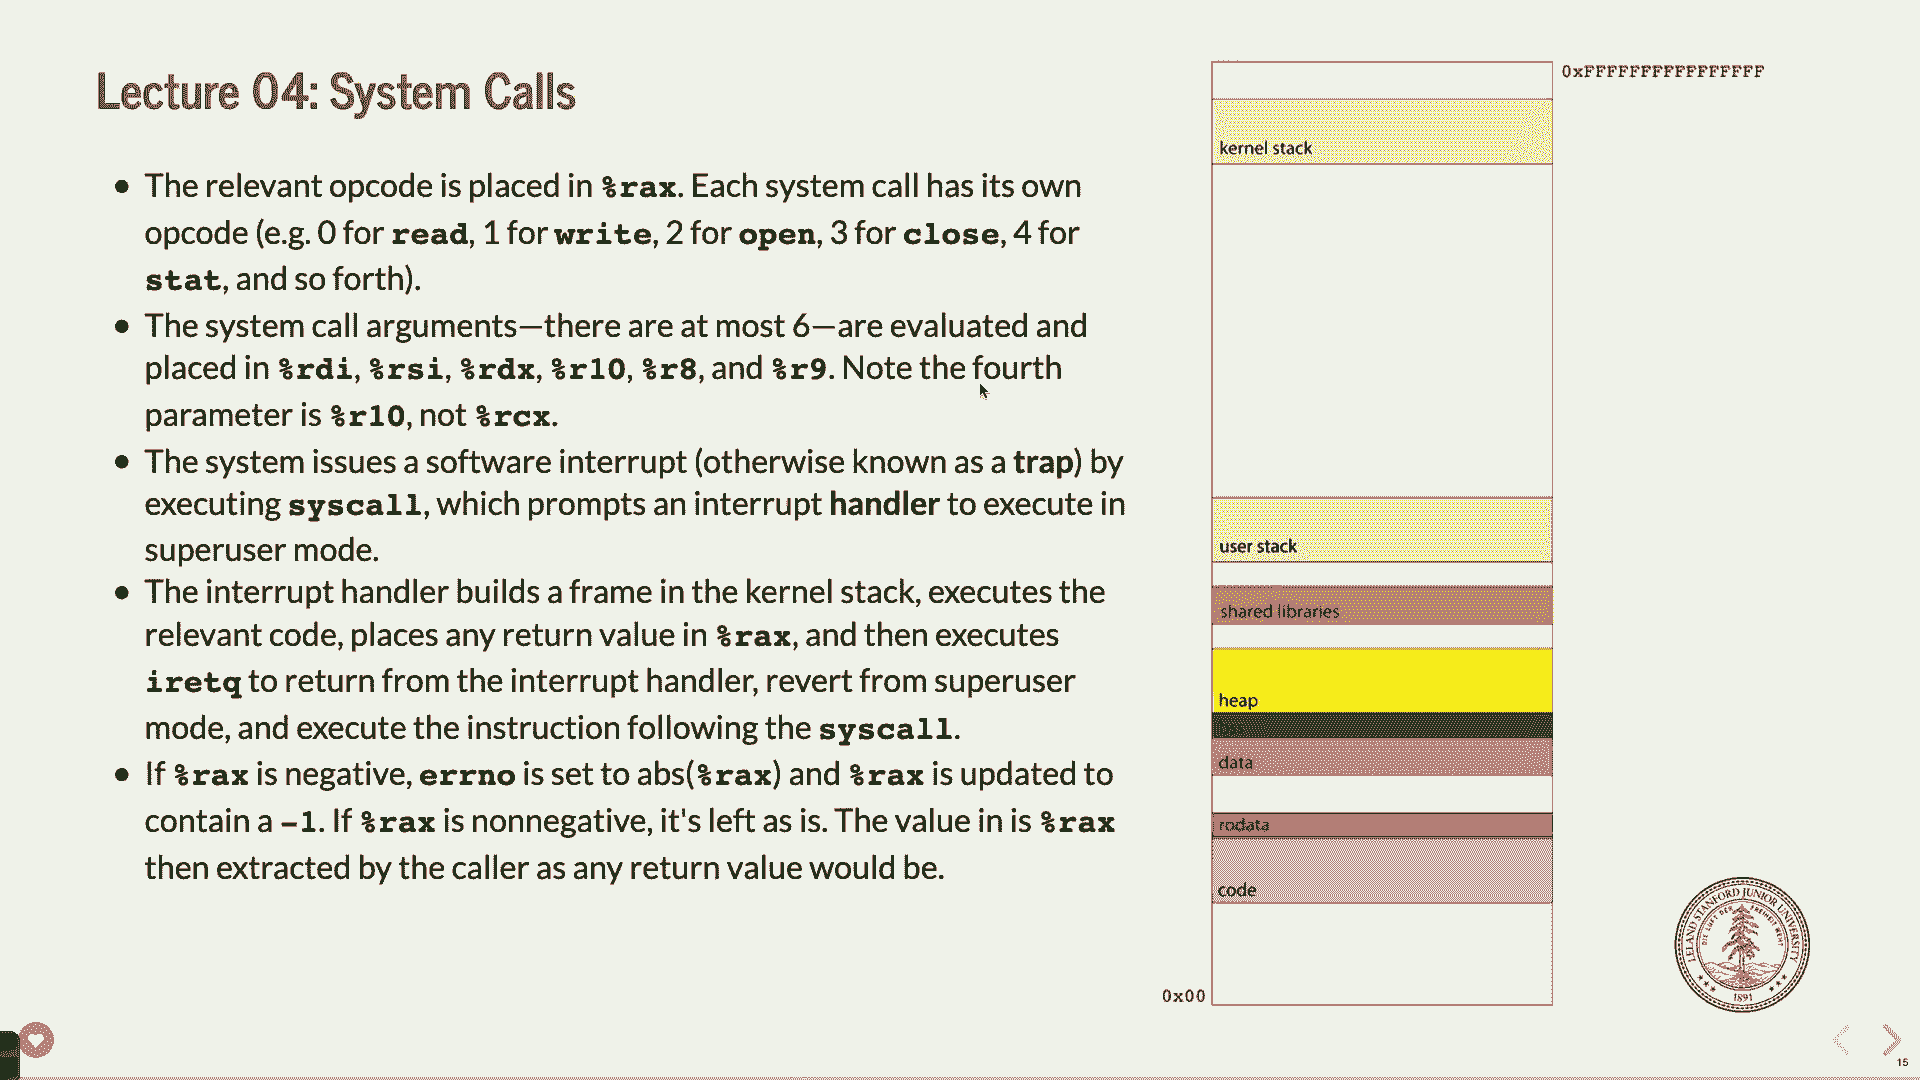 Lecture 04: System Calls
● The relevant opcode is placed in %rax. Each system call has its own
opcode (e.g. 0 for read, 1 for write, 2 for open, 3 for close, 4 for
stat, and so forth).
● The system call arguments—there are at most 6—are evaluated and
placed in %rdi, %rsi, %rdx, %r10, %r8, and %r9. Note the fourth
parameter is %r10, not %rcx.
● The system issues a software interrupt (otherwise known as a trap) by
executing syscall, which prompts an interrupt handler to execute in
superuser mode.
● The interrupt handler builds a frame in the kernel stack, executes the
relevant code, places any return value in %rax, and then executes
iretq to return from the interrupt handler, revert from superuser
mode, and execute the instruction following the syscall.
● If %rax is negative, errno is set to abs(%rax) and %rax is updated to
contain a -1. If %rax is nonnegative, it's left as is. The value in is %rax
then extracted by the caller as any return value would be.
0xFFFFFFFFFFFFFFFF
kernel stack
user stack
shared libraries
heap
data
rodata
code
0x00
LELAND STANFORD JUNIOR UNIVERSITY
1891
15